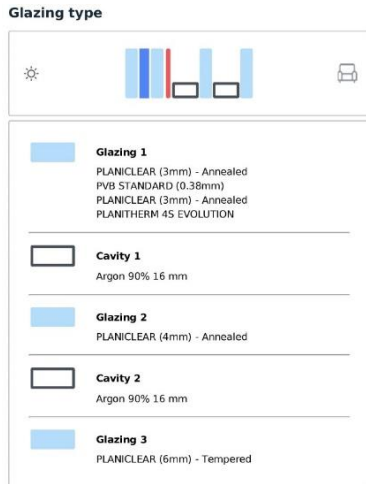 Glazing type
Glazing 1
PLANICLEAR (3mm) - Annealed
PVB STANDARD (0.38mm)
PLANICLEAR (3mm) - Annealed
PLANITHERM 4S EVOLUTION
Cavity 1
Argon 90% 16 mm
Glazing 2
PLANICLEAR (4mm) - Annealed
Cavity 2
Argon 90% 16 mm
Glazing 3
PLANICLEAR (6mm) - Tempered